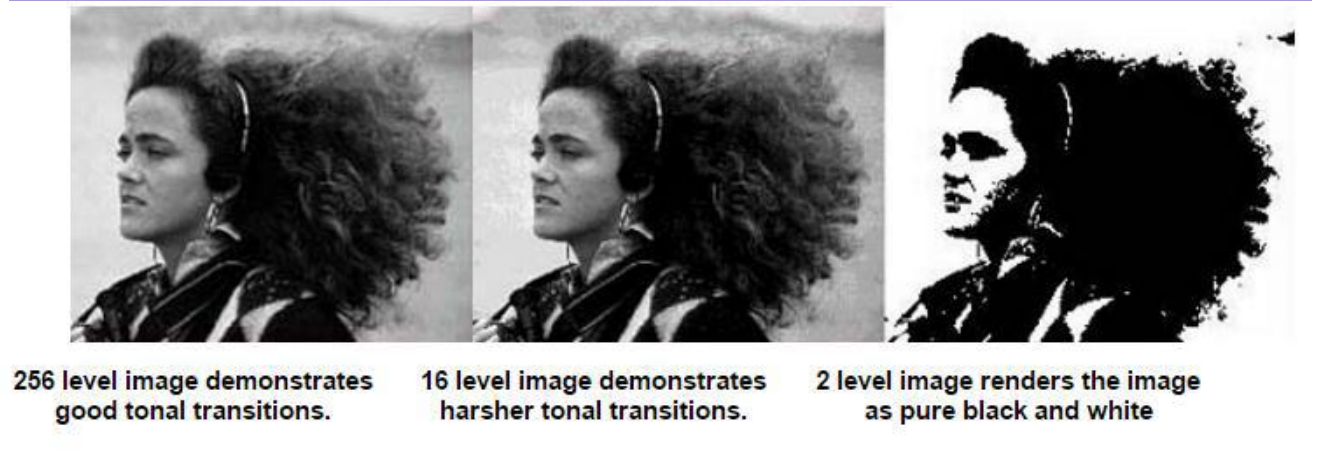 256 level image demonstrates
good tonal transitions.
16 level image demonstrates
harsher tonal transitions.
2 level image renders the image
as pure black and white